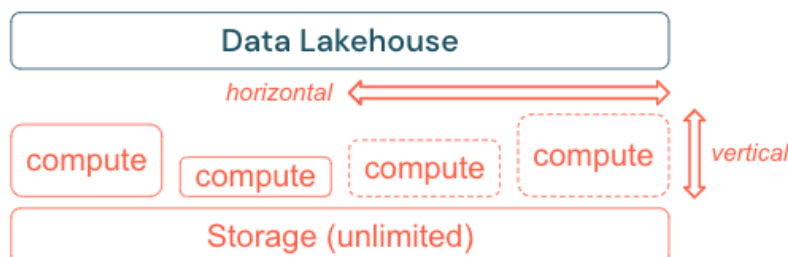 Data Lakehouse
horizontal
compute
compute
compute
compute
vertical
Storage (unlimited)